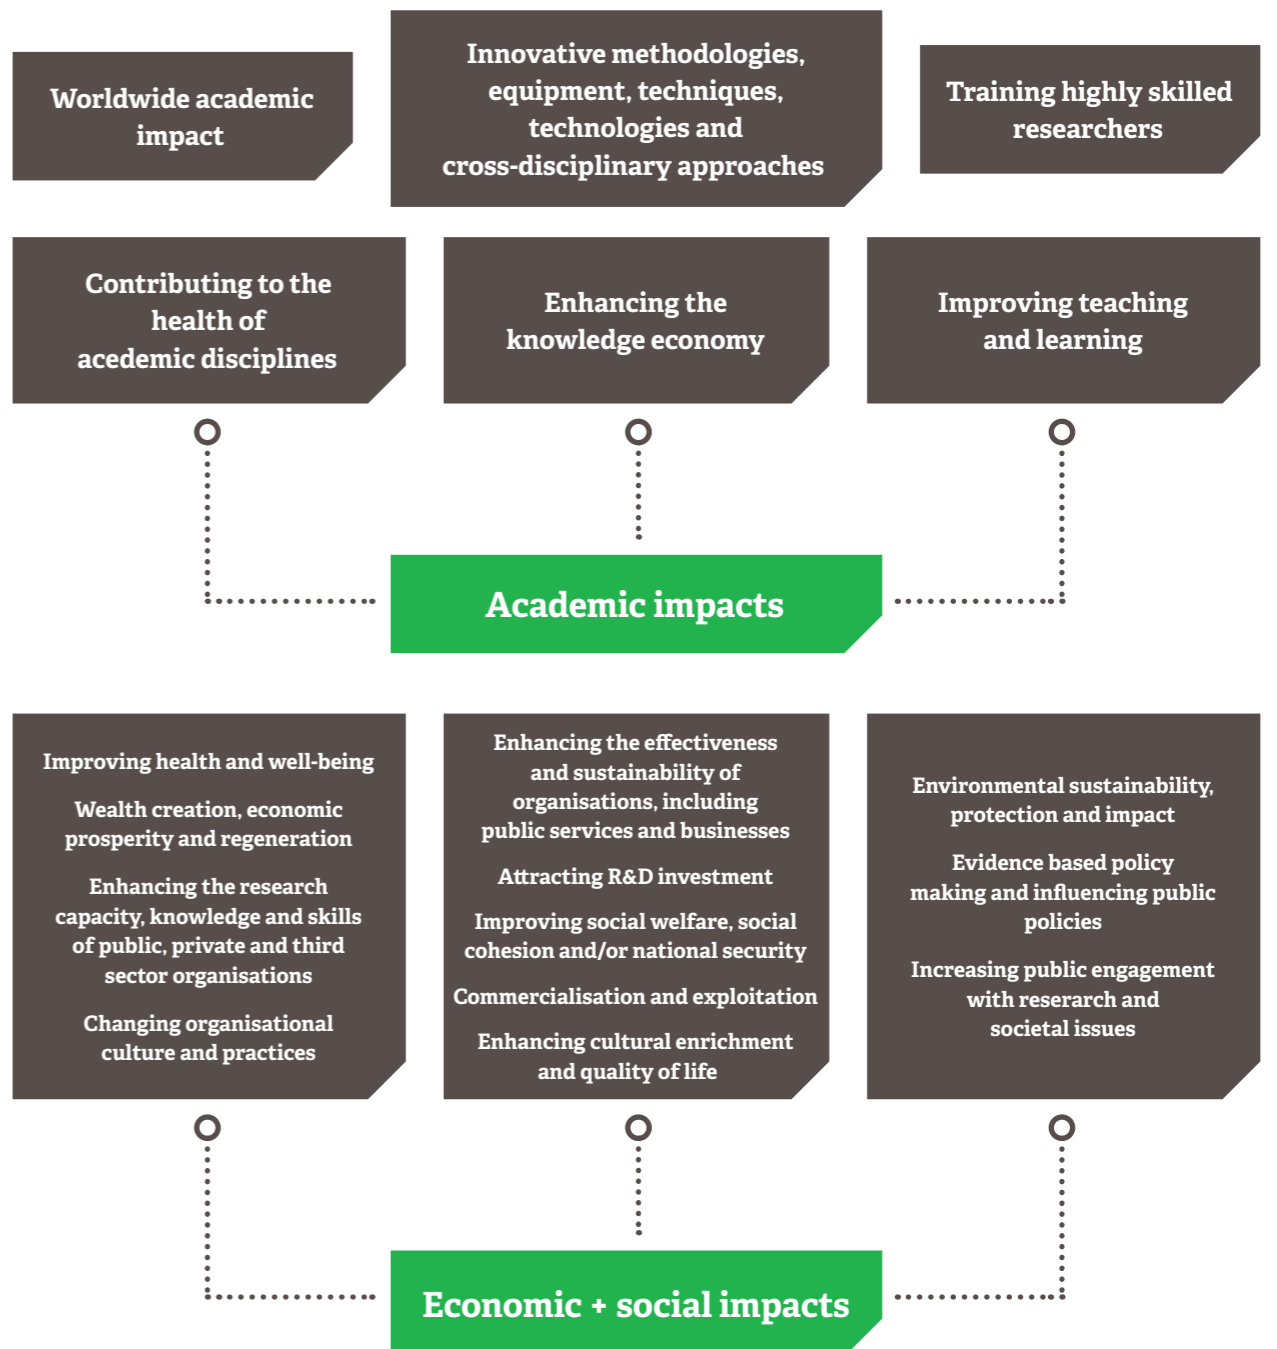 Worldwide academic
impact
Innovative methodologies,
equipment, techniques,
technologies and
cross-disciplinary approaches
Training highly skilled
researchers
Contributing to the
health of
acedemic disciplines
Enhancing the
knowledge economy
Improving teaching
and learning
Academic impacts
Improving health and well-being
Wealth creation, economic
prosperity and regeneration
Enhancing the research
capacity, knowledge and skills
of public, private and third
sector organisations
Changing organisational
culture and practices
Enhancing the effectiveness
and sustainability of
organisations, including
public services and businesses
Attracting R&D investment
Improving social welfare, social
cohesion and/or national security
Commercialisation and exploitation
Enhancing cultural enrichment
and quality of life
Environmental sustainability,
protection and impact
Evidence based policy
making and influencing public
policies
Increasing public engagement
with reserarch and
societal issues
Economic + social impacts